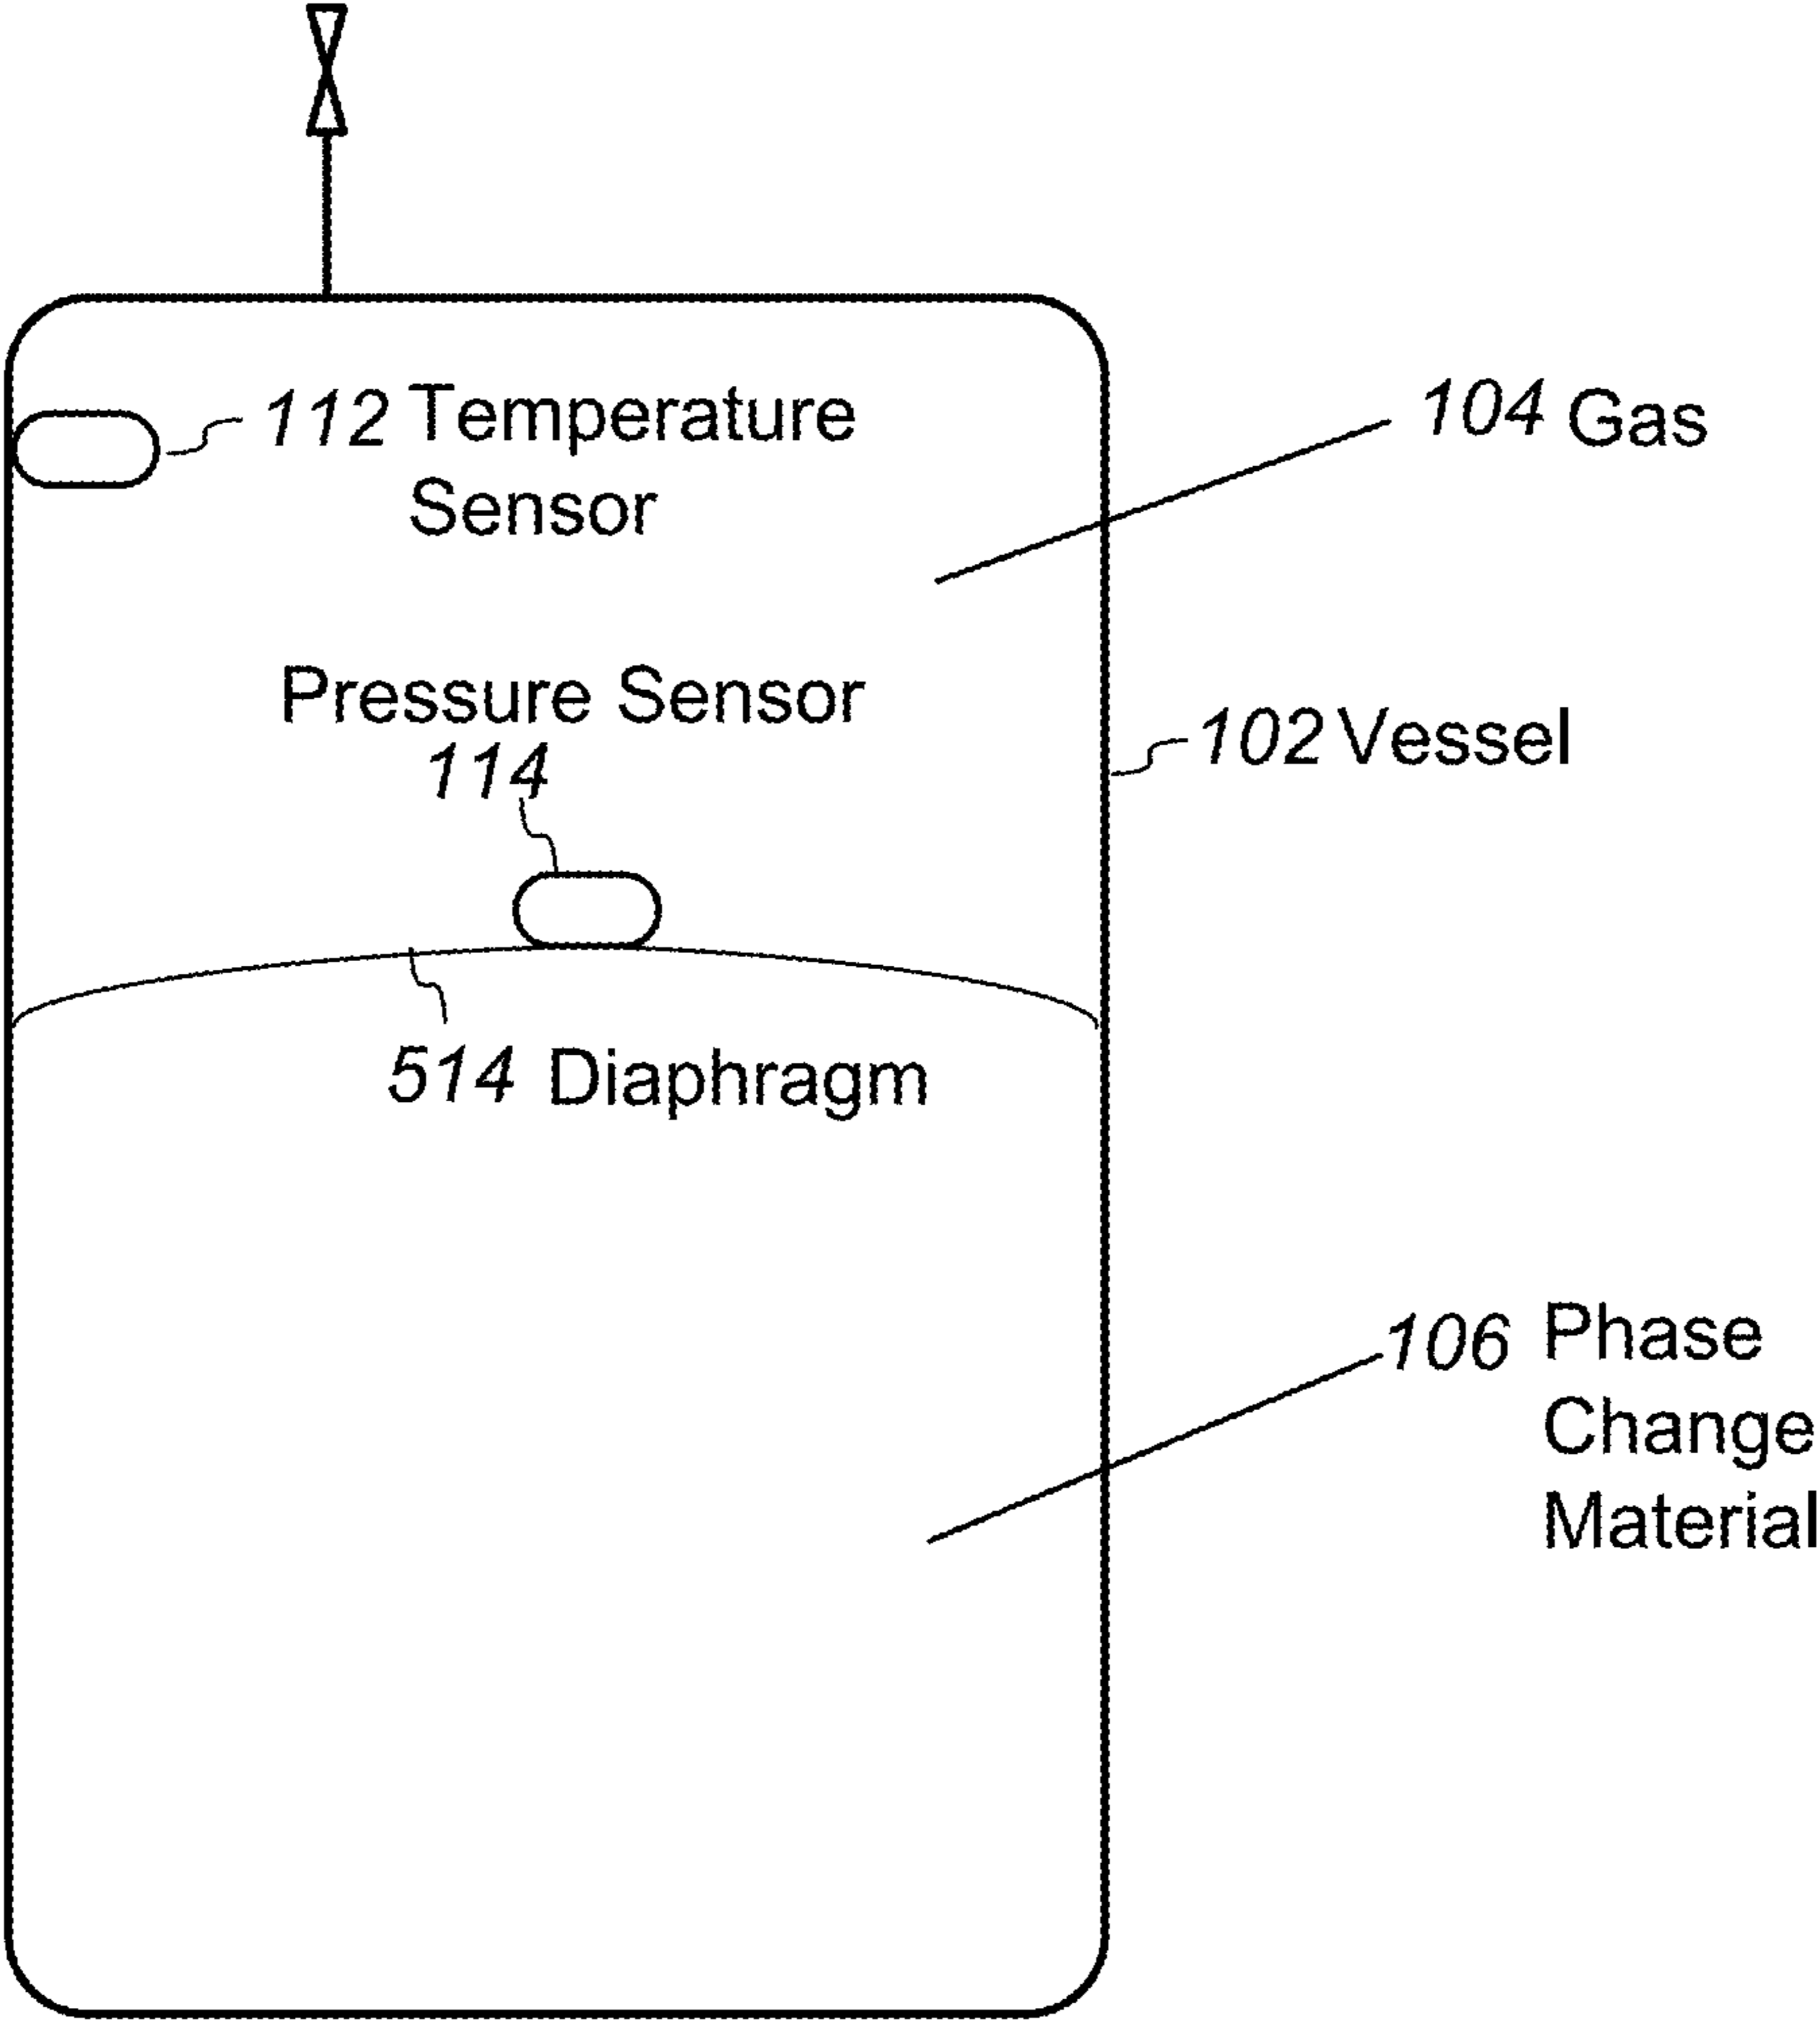 112 Temperature
Sensor
104 Gas
Pressure Sensor
114
102 Vessel
514 Diaphragm
106 Phase
Change
Material